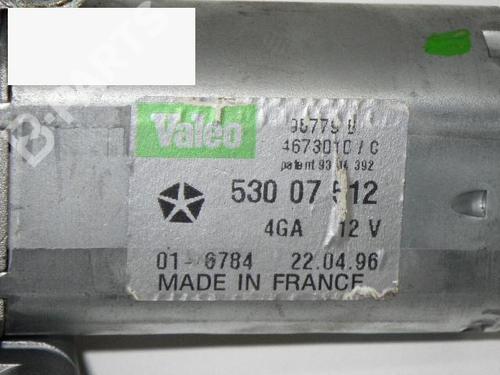 Valeo
4673010 / C
patent 93 04 392
530 07 512
4GA 12 V
01-6784 22.04.96
MADE IN FRANCE
B-PARTS